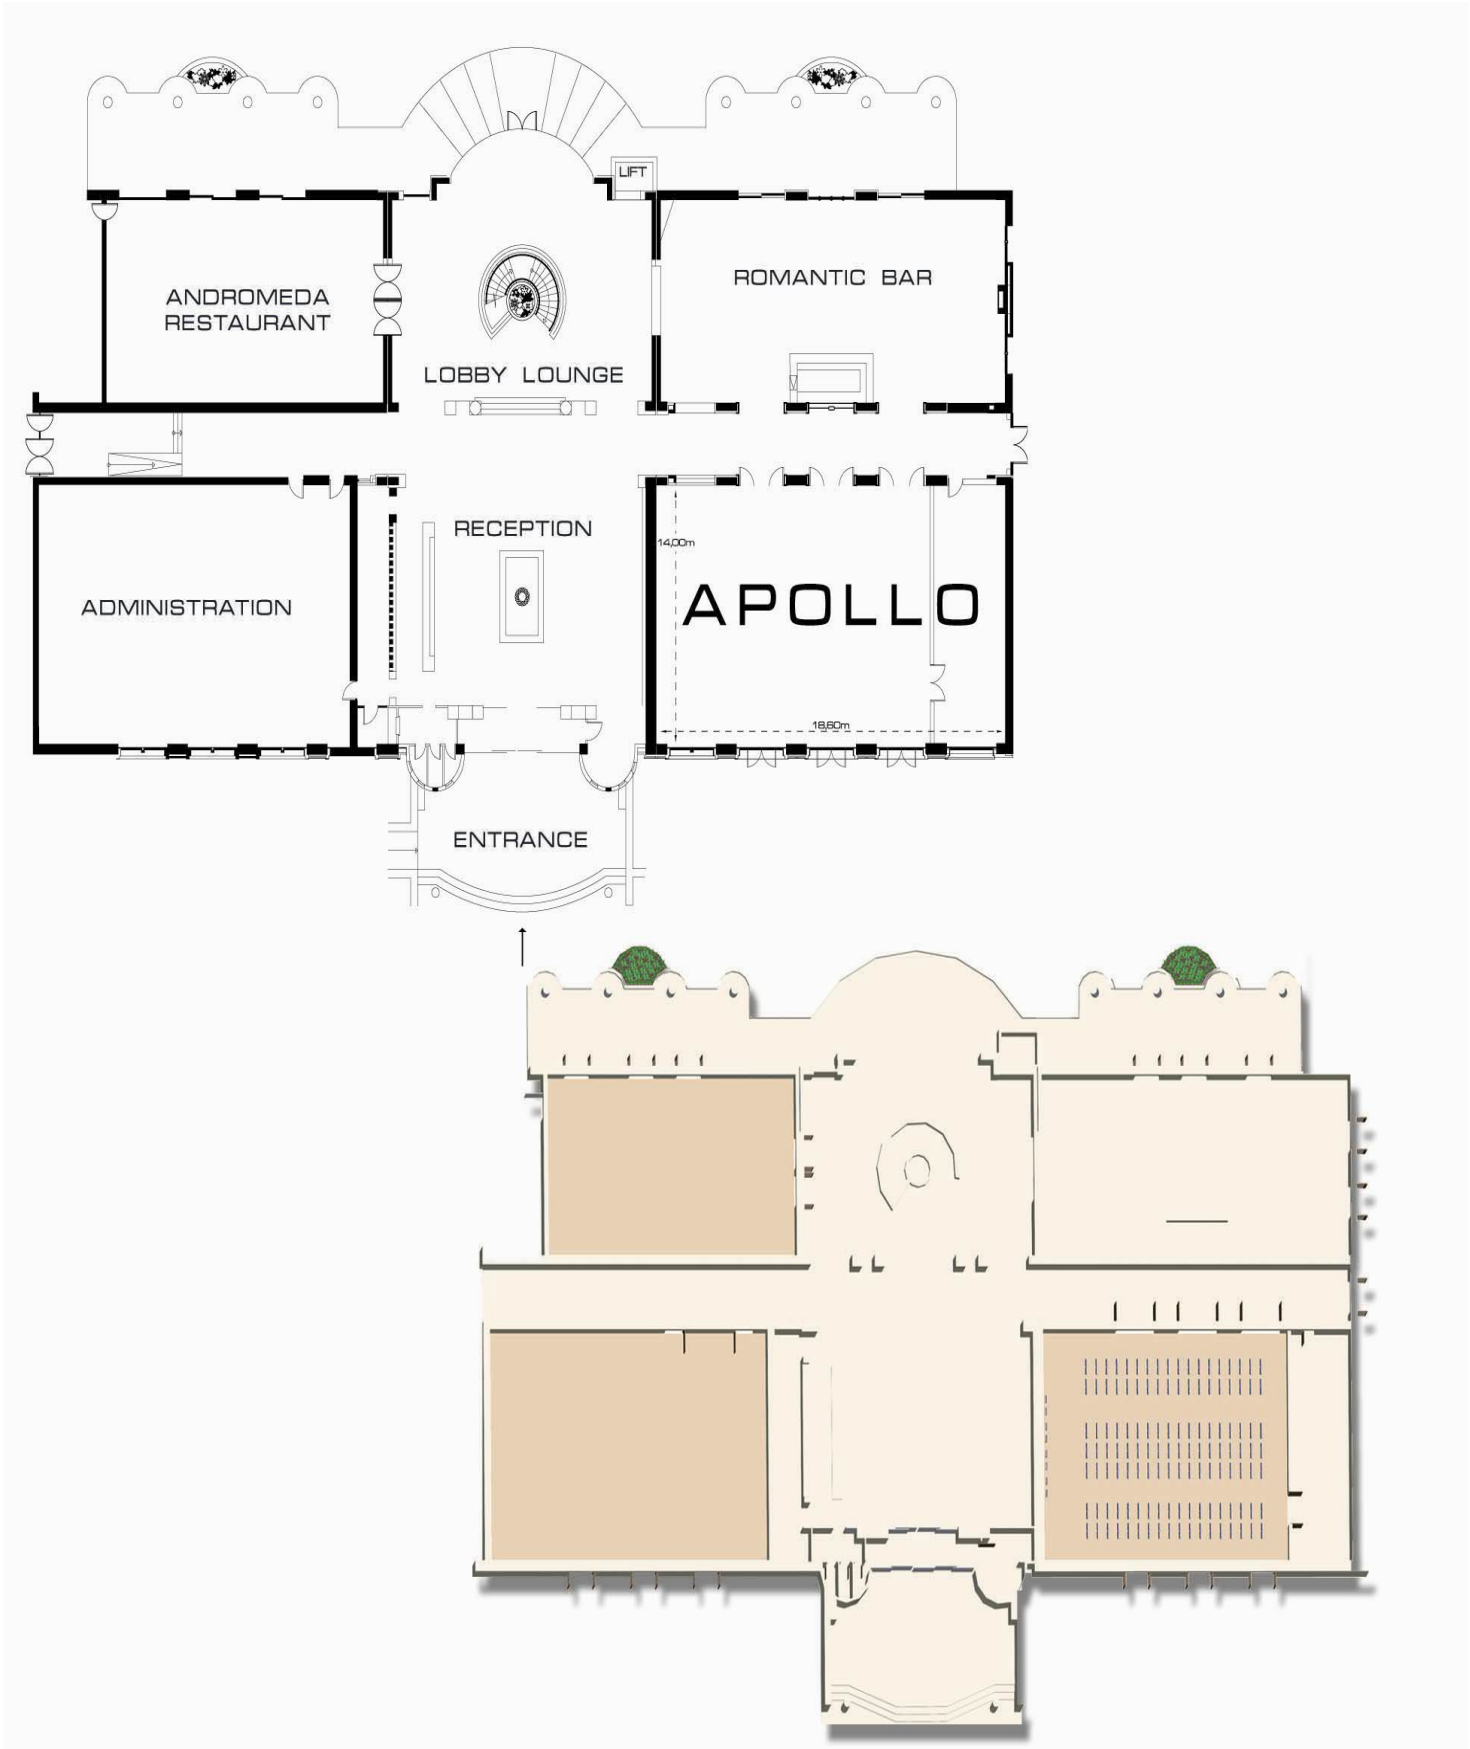 LIFT
ROMANTIC BAR
ANDROMEDA
RESTAURANT
LOBBY LOUNGE
RECEPTION
14,00m
APOLLO
ADMINISTRATION
18,60m
ENTRANCE